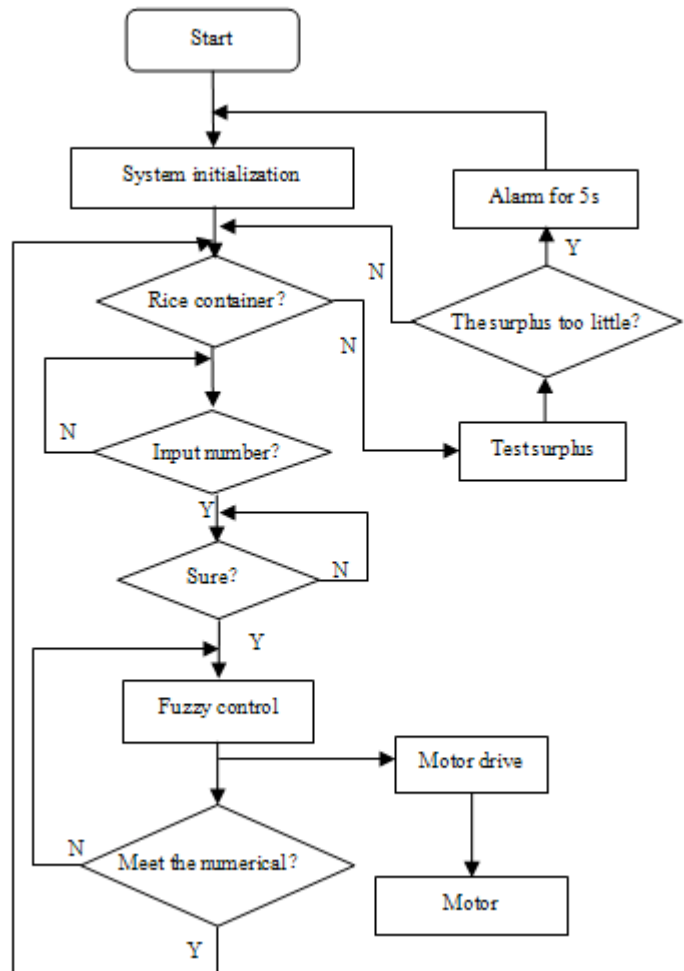 Start
System initialization
Alarm for 5s
Y
N
Rice container?
The surplus too little?
N
Test surplus
N
Input number?
Y
Sure?
N
Y
Fuzzy control
Motor drive
N
Meet the numerical?
Motor
Y